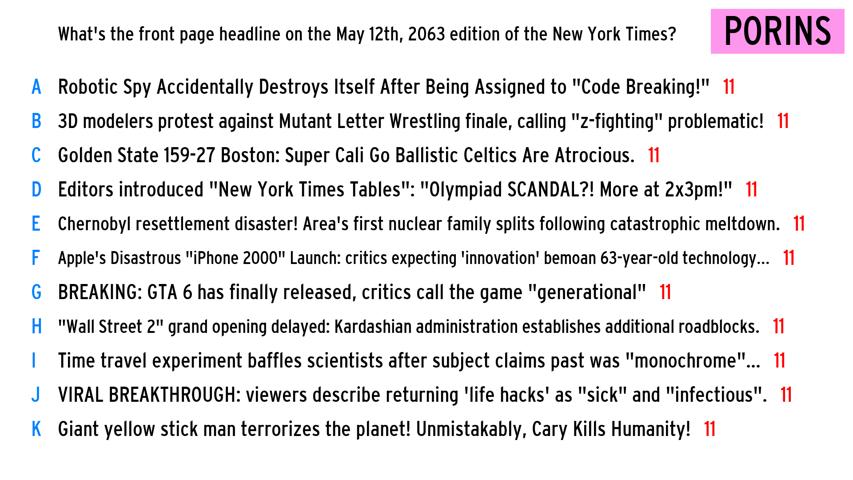 What's the front page headline on the May 12th, 2063 edition of the New York Times?
PORINS
A Robotic Spy Accidentally Destroys Itself After Being Assigned to "Code Breaking!" 11
B 3D modelers protest against Mutant Letter Wrestling finale, calling "z-fighting" problematic! 11
C Golden State 159-27 Boston: Super Cali Go Ballistic Celtics Are Atrocious. 11
D Editors introduced "New York Times Tables": "Olympiad SCANDAL?! More at 2x3pm!" 11
E Chernobyl resettlement disaster! Area's first nuclear family splits following catastrophic meltdown. 11
F Apple's Disastrous "iPhone 2000" Launch: critics expecting 'innovation' bemoan 63-year-old technology... 11
G BREAKING: GTA 6 has finally released, critics call the game "generational" 11
H "Wall Street 2" grand opening delayed: Kardashian administration establishes additional roadblocks. 11
I Time travel experiment baffles scientists after subject claims past was "monochrome"... 11
J VIRAL BREAKTHROUGH: viewers describe returning 'life hacks' as "sick" and "infectious". 11
K Giant yellow stick man terrorizes the planet! Unmistakably, Cary Kills Humanity! 11